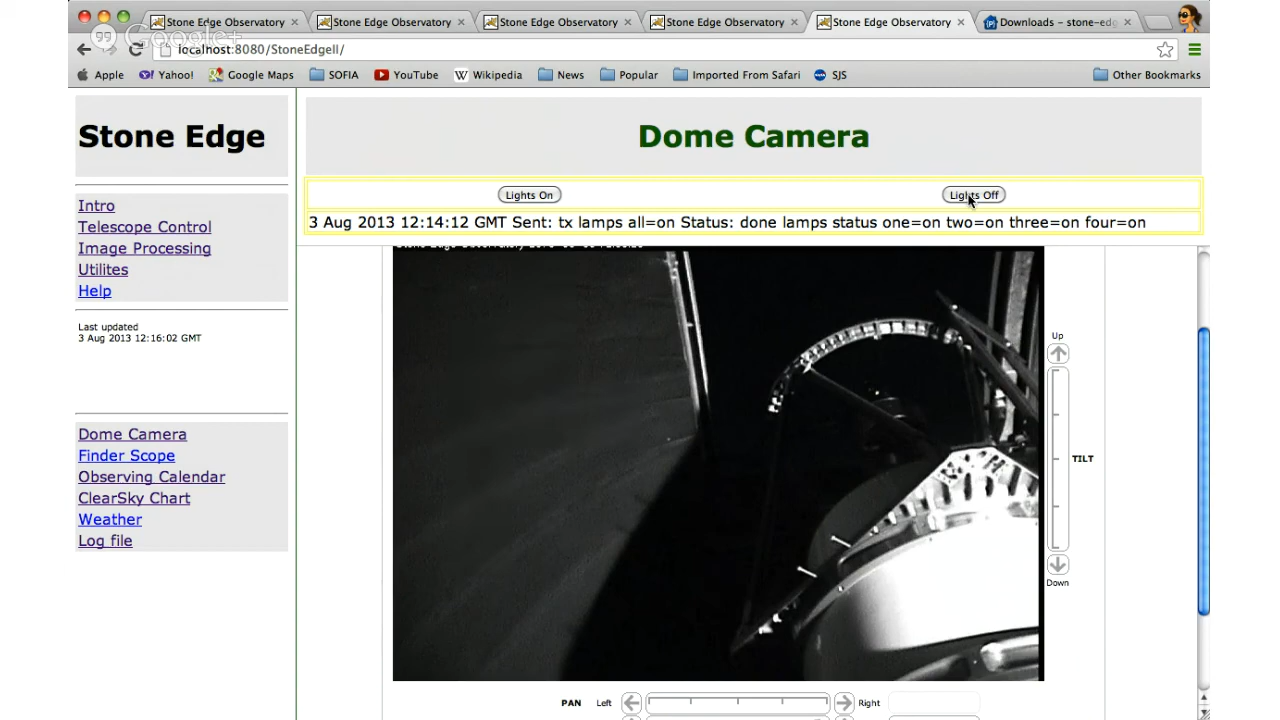 Stone Edge Observatory
Stone Edge Observatory
Stone Edge Observatory
Stone Edge Observatory
Stone Edge Observatory
Downloads - stone-ed
Google+
localhost:8080/StoneEdgeII/
Apple
Yahoo!
Google Maps
SOFIA
YouTube
W Wikipedia
News
Popular
Imported From Safari
SJS
Other Bookmarks
Stone Edge
Dome Camera
Lights On
Lights Off
3 Aug 2013 12:14:12 GMT Sent: tx lamps all=on Status: done lamps status one=on two=on three=on four=on
Intro
Telescope Control
Image Processing
Utilites
Help
Last updated
3 Aug 2013 12:16:02 GMT
Dome Camera
Finder Scope
Observing Calendar
ClearSky Chart
Weather
Log file
Up
TILT
Down
PAN
Left
Right